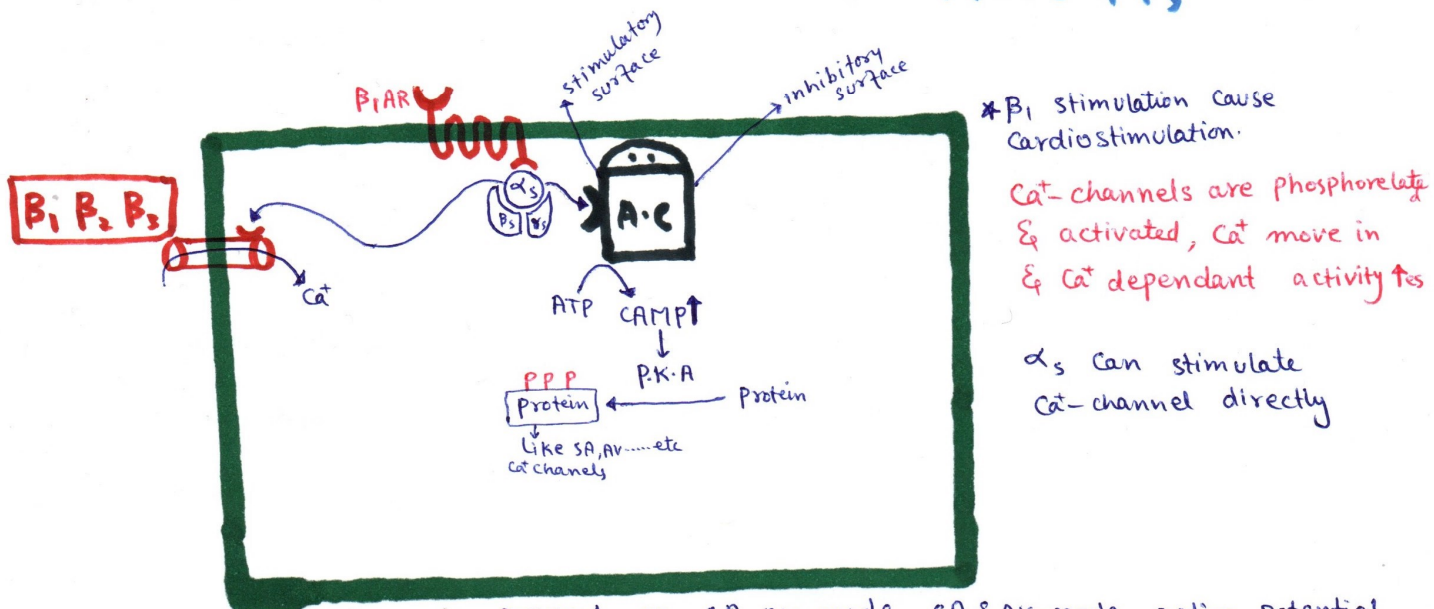 stimulatory
surface
inhibitory
surface
β₁AR
αs
βs γs
A.C
β₁ β₂ β₃
Ca⁺
ATP CAMP↑
P.K.A
P P P
Protein
Protein
Like SA, AV......etc
Ca⁺ chanels
* β₁ stimulation cause
Cardiostimulation.
Ca⁺- channels are phosphorelate
& activated, Ca⁺ move in
& Ca⁺ dependant activity ↑es
αs can stimulate
Ca⁺- channel directly